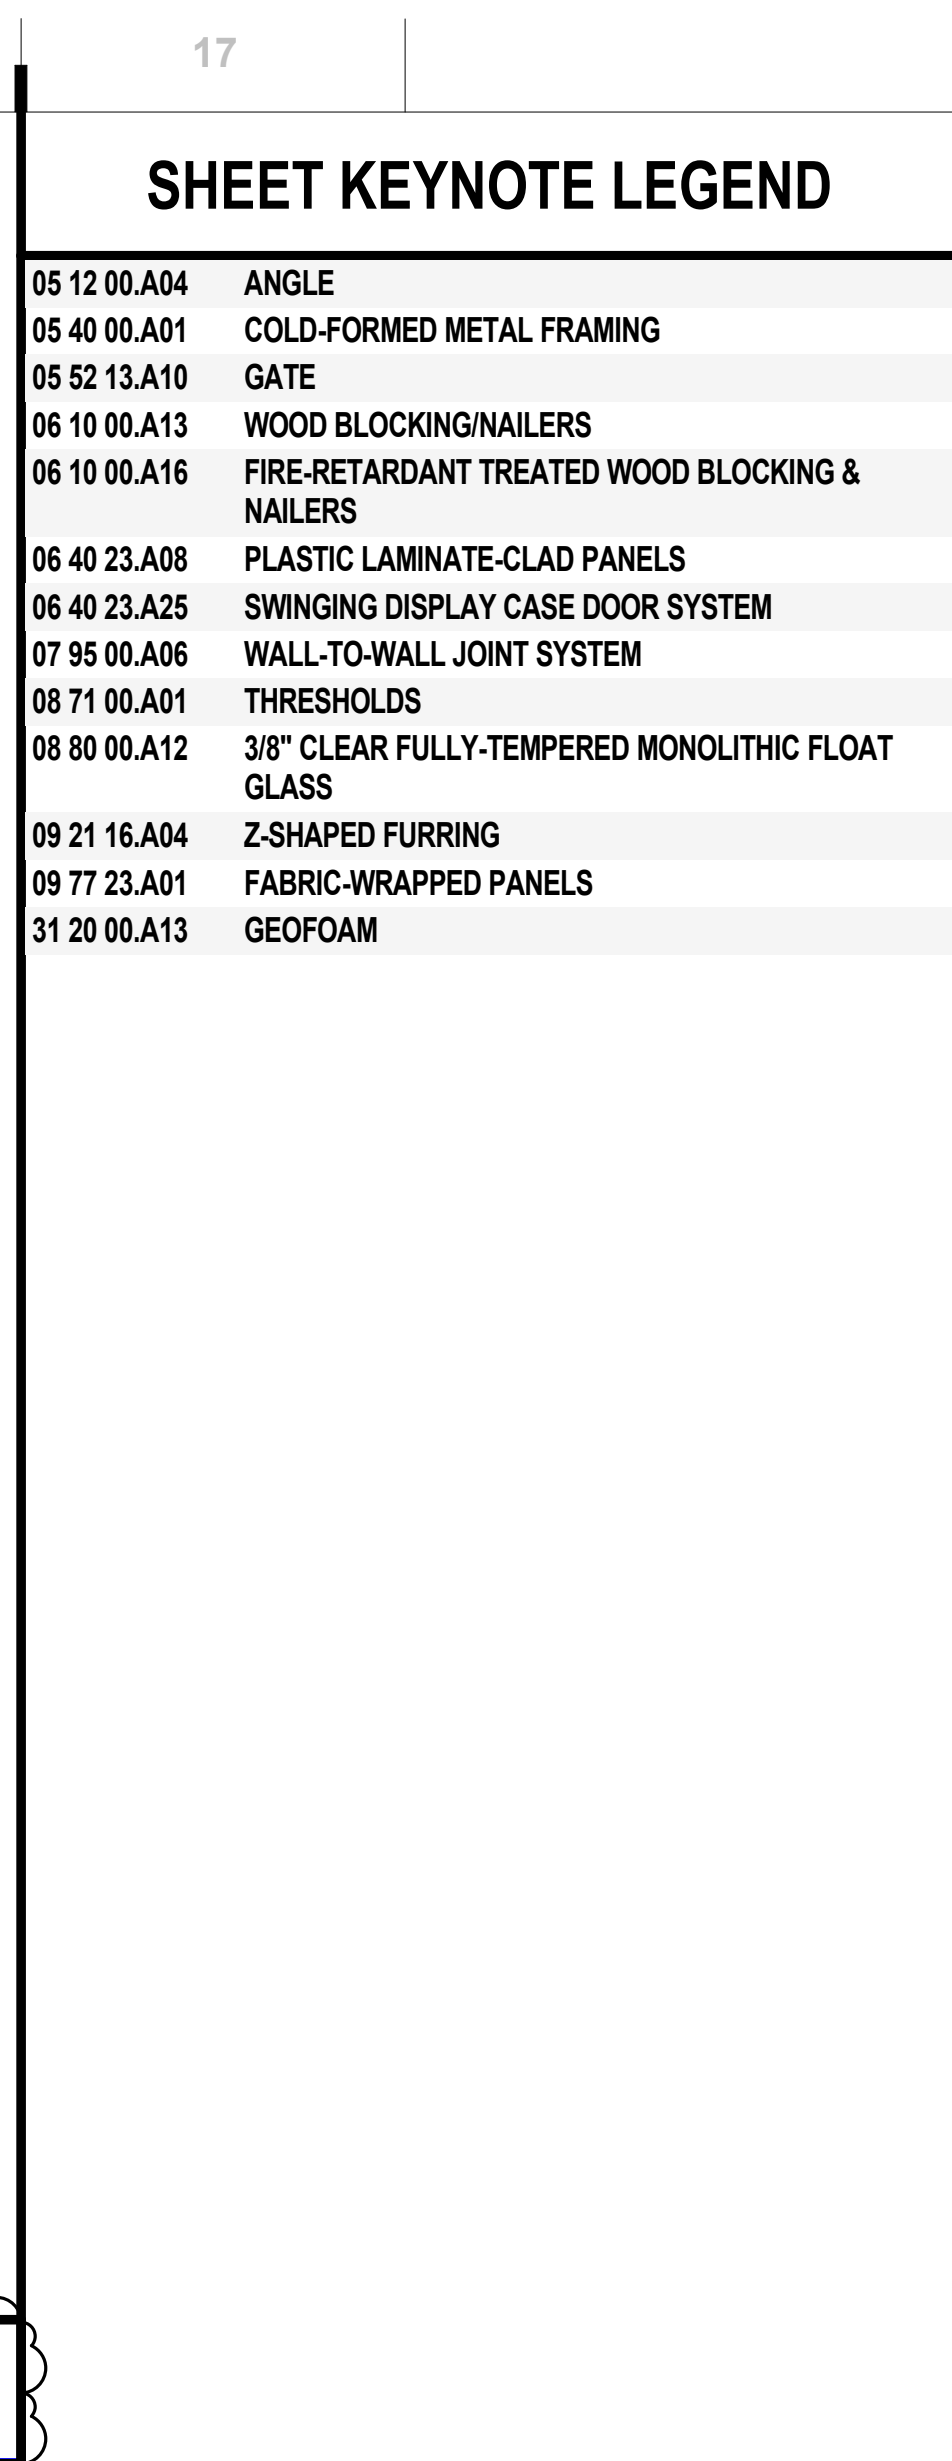 17
SHEET KEYNOTE LEGEND
05 12 00.A04 ANGLE
05 40 00.A01 COLD-FORMED METAL FRAMING
05 52 13.A10 GATE
06 10 00.A13 WOOD BLOCKING/NAILERS
06 10 00.A16 FIRE-RETARDANT TREATED WOOD BLOCKING &
NAILERS
06 40 23.A08 PLASTIC LAMINATE-CLAD PANELS
06 40 23.A25 SWINGING DISPLAY CASE DOOR SYSTEM
07 95 00.A06 WALL-TO-WALL JOINT SYSTEM
08 71 00.A01 THRESHOLDS
08 80 00.A12 3/8" CLEAR FULLY-TEMPERED MONOLITHIC FLOAT
GLASS
09 21 16.A04 Z-SHAPED FURRING
09 77 23.A01 FABRIC-WRAPPED PANELS
31 20 00.A13 GEOFOAM